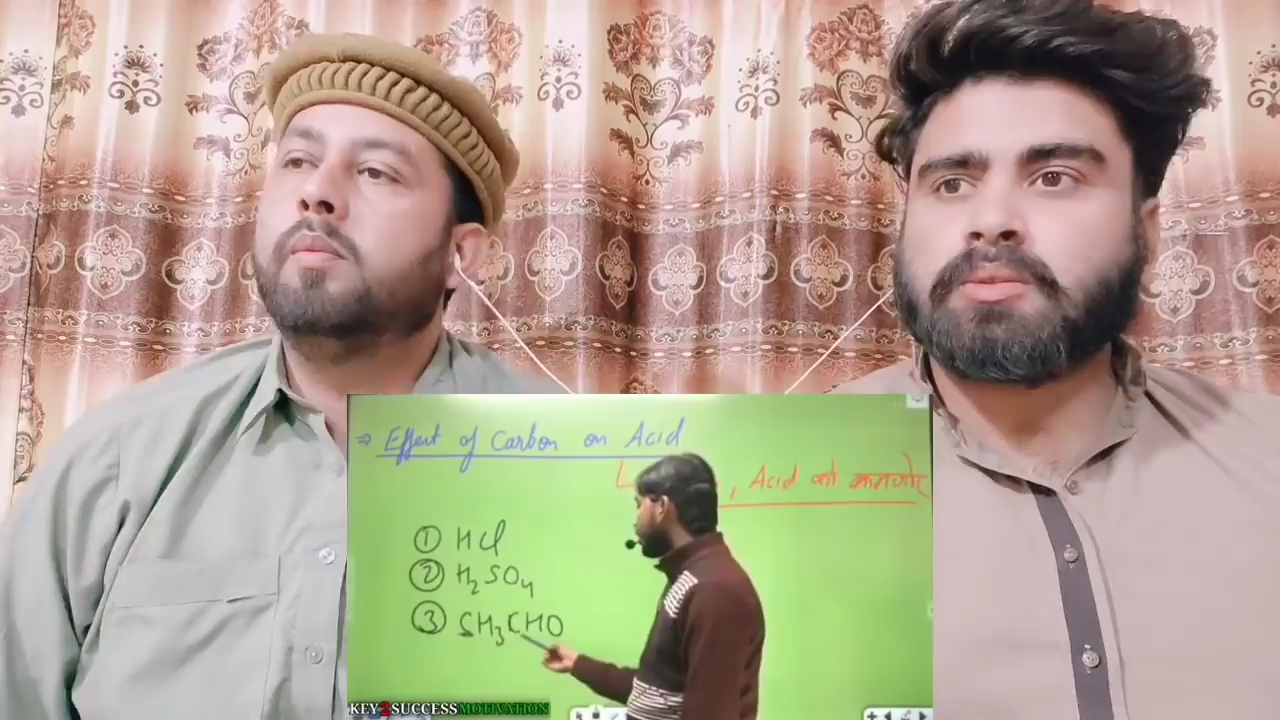 ⇒ Effect of Carbon on Acid
, Acid को कमजोर
① HCl
② H₂SO₄
③ CH₃CHO
KEY2SUCCESS MOTIVATION